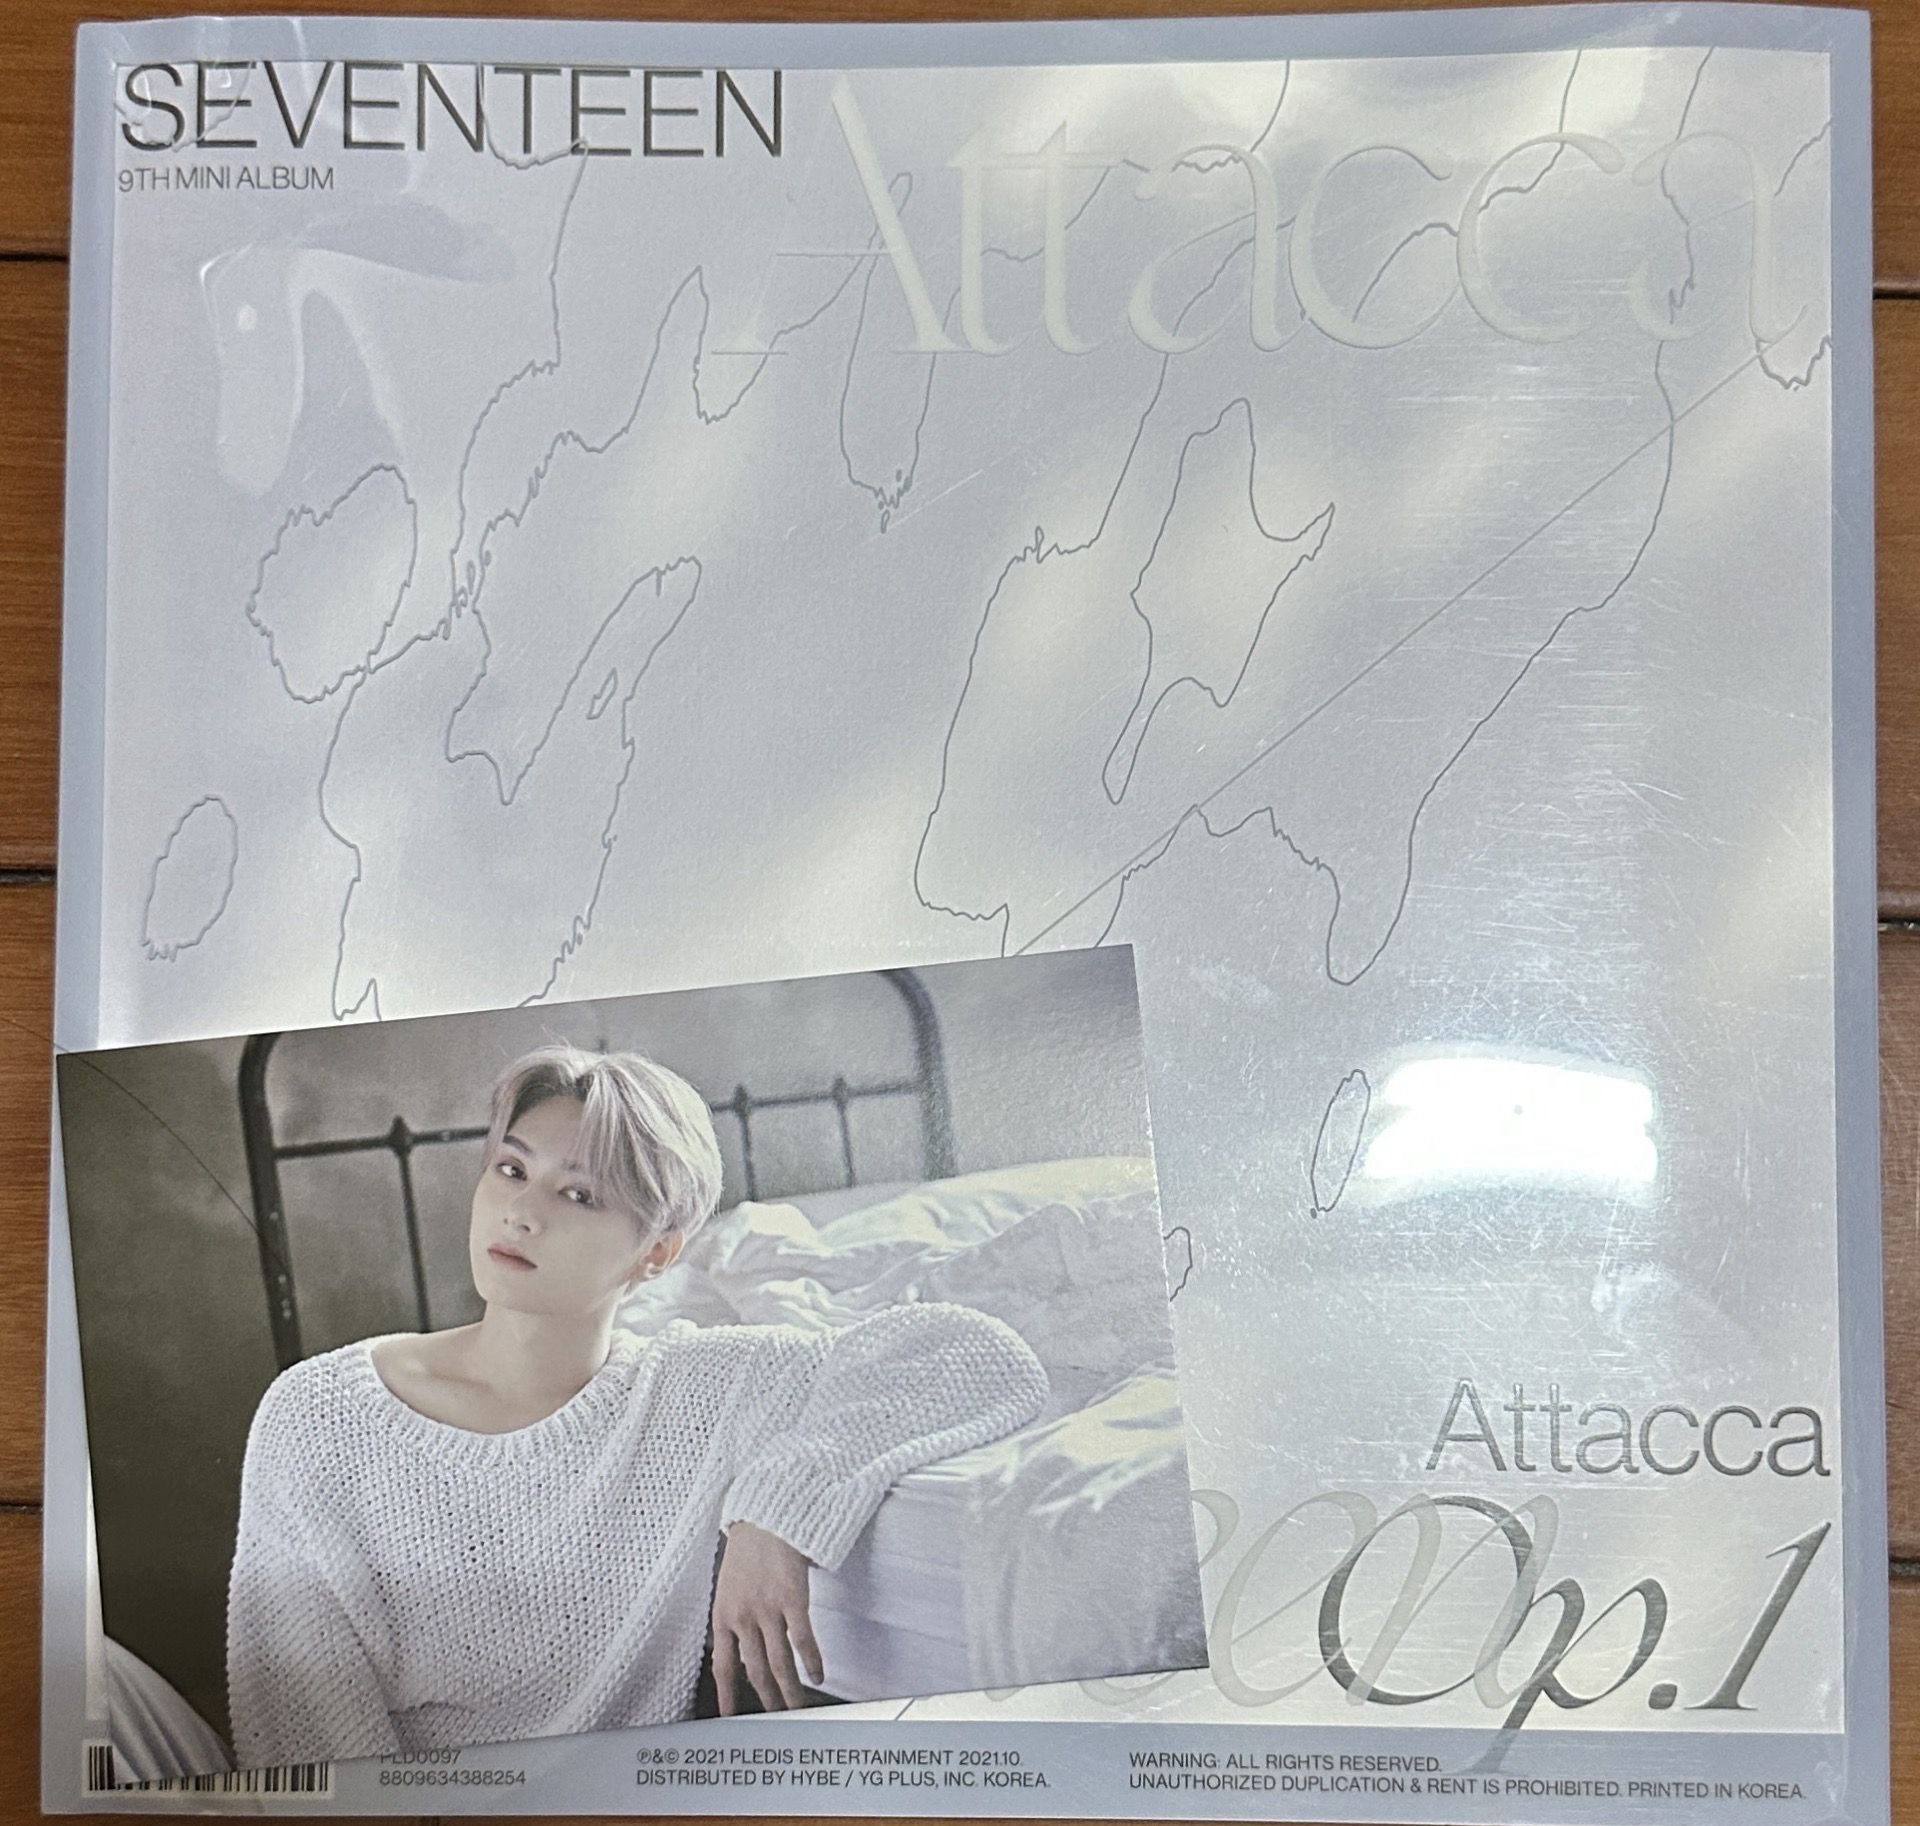 SEVENTEEN
9TH MINI ALBUM
Attacca
Attacca
Op.1
PLD0097
8809634388254
℗&© 2021 PLEDIS ENTERTAINMENT 2021.10.
DISTRIBUTED BY HYBE / YG PLUS, INC. KOREA.
WARNING: ALL RIGHTS RESERVED.
UNAUTHORIZED DUPLICATION & RENT IS PROHIBITED. PRINTED IN KOREA.